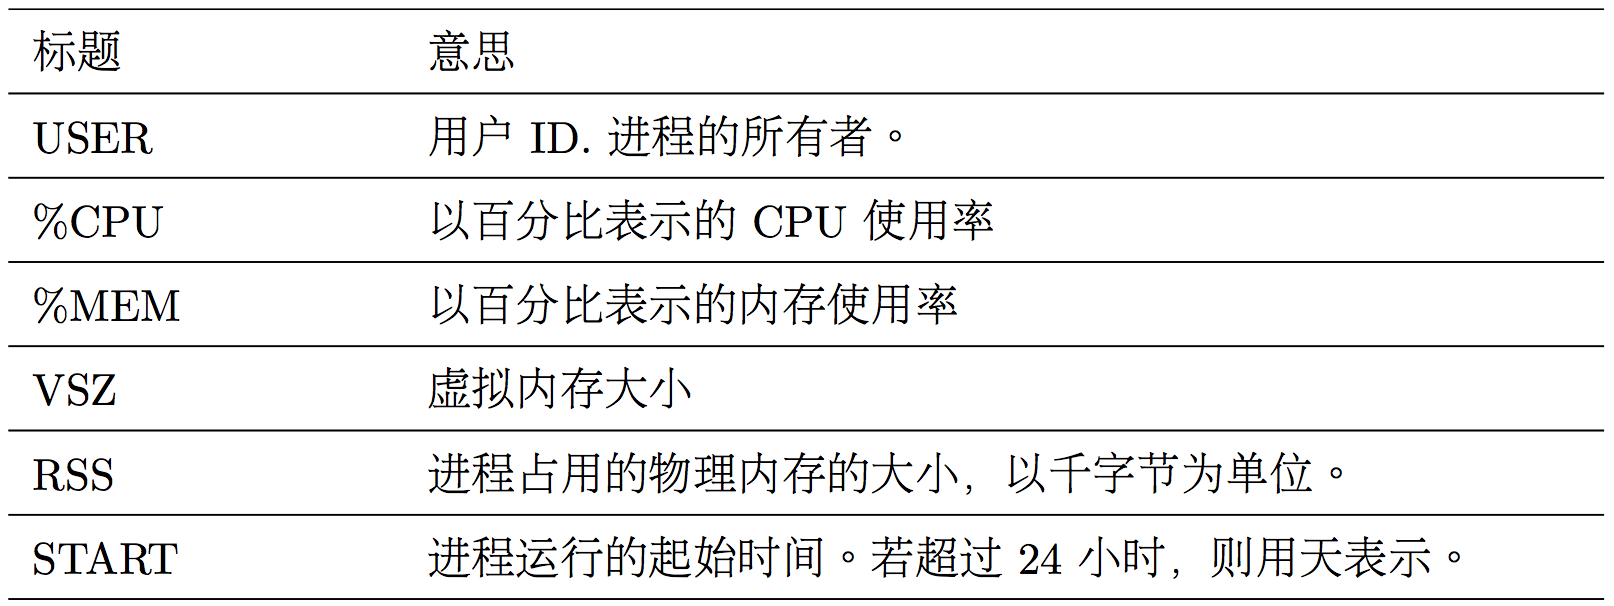 标题 意思
USER 用户 ID. 进程的所有者。
%CPU 以百分比表示的 CPU 使用率
%MEM 以百分比表示的内存使用率
VSZ 虚拟内存大小
RSS 进程占用的物理内存的大小，以千字节为单位。
START 进程运行的起始时间。若超过 24 小时，则用天表示。